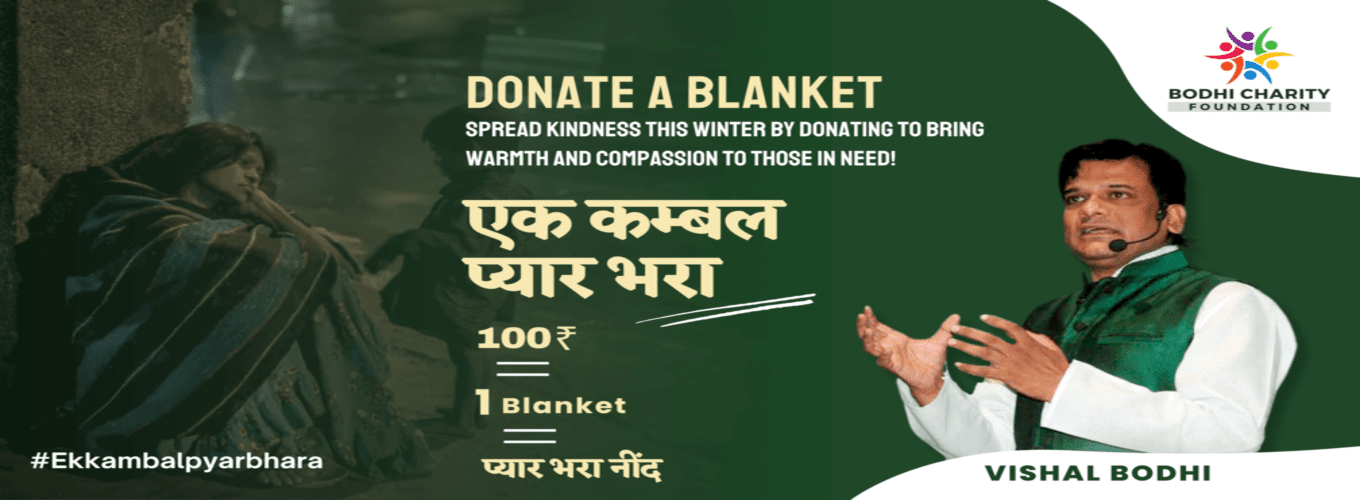 DONATE A BLANKET
SPREAD KINDNESS THIS WINTER BY DONATING TO BRING
WARMTH AND COMPASSION TO THOSE IN NEED!
एक कम्बल
प्यार भरा
100 ₹
1 Blanket
प्यार भरा नींद
#Ekkambalpyarbhara
BODHI CHARITY
FOUNDATION
VISHAL BODHI